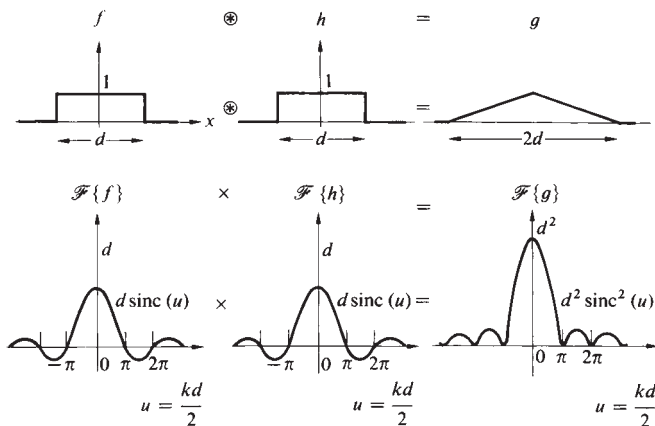 f ⊛ h = g
1 1
x ⊛ =
d d 2d
ℱ{f} × ℱ{h} = ℱ{g}
d d d²
d sinc (u) × d sinc (u) = d² sinc² (u)
−π 0 π 2π −π 0 π 2π 0 π 2π
u = kd/2 u = kd/2 u = kd/2